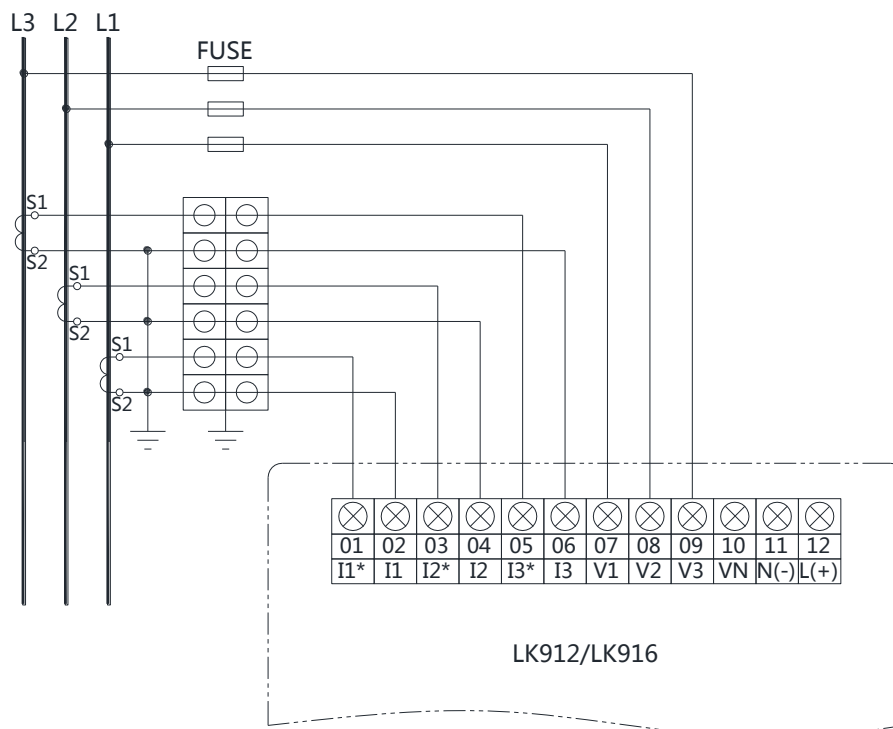 L3 L2 L1
FUSE
S1
S2
S1
S2
S1
S2
01 02 03 04 05 06 07 08 09 10 11 12
I1* I1 I2* I2 I3* I3 V1 V2 V3 VN N(-) L(+)
LK912/LK916